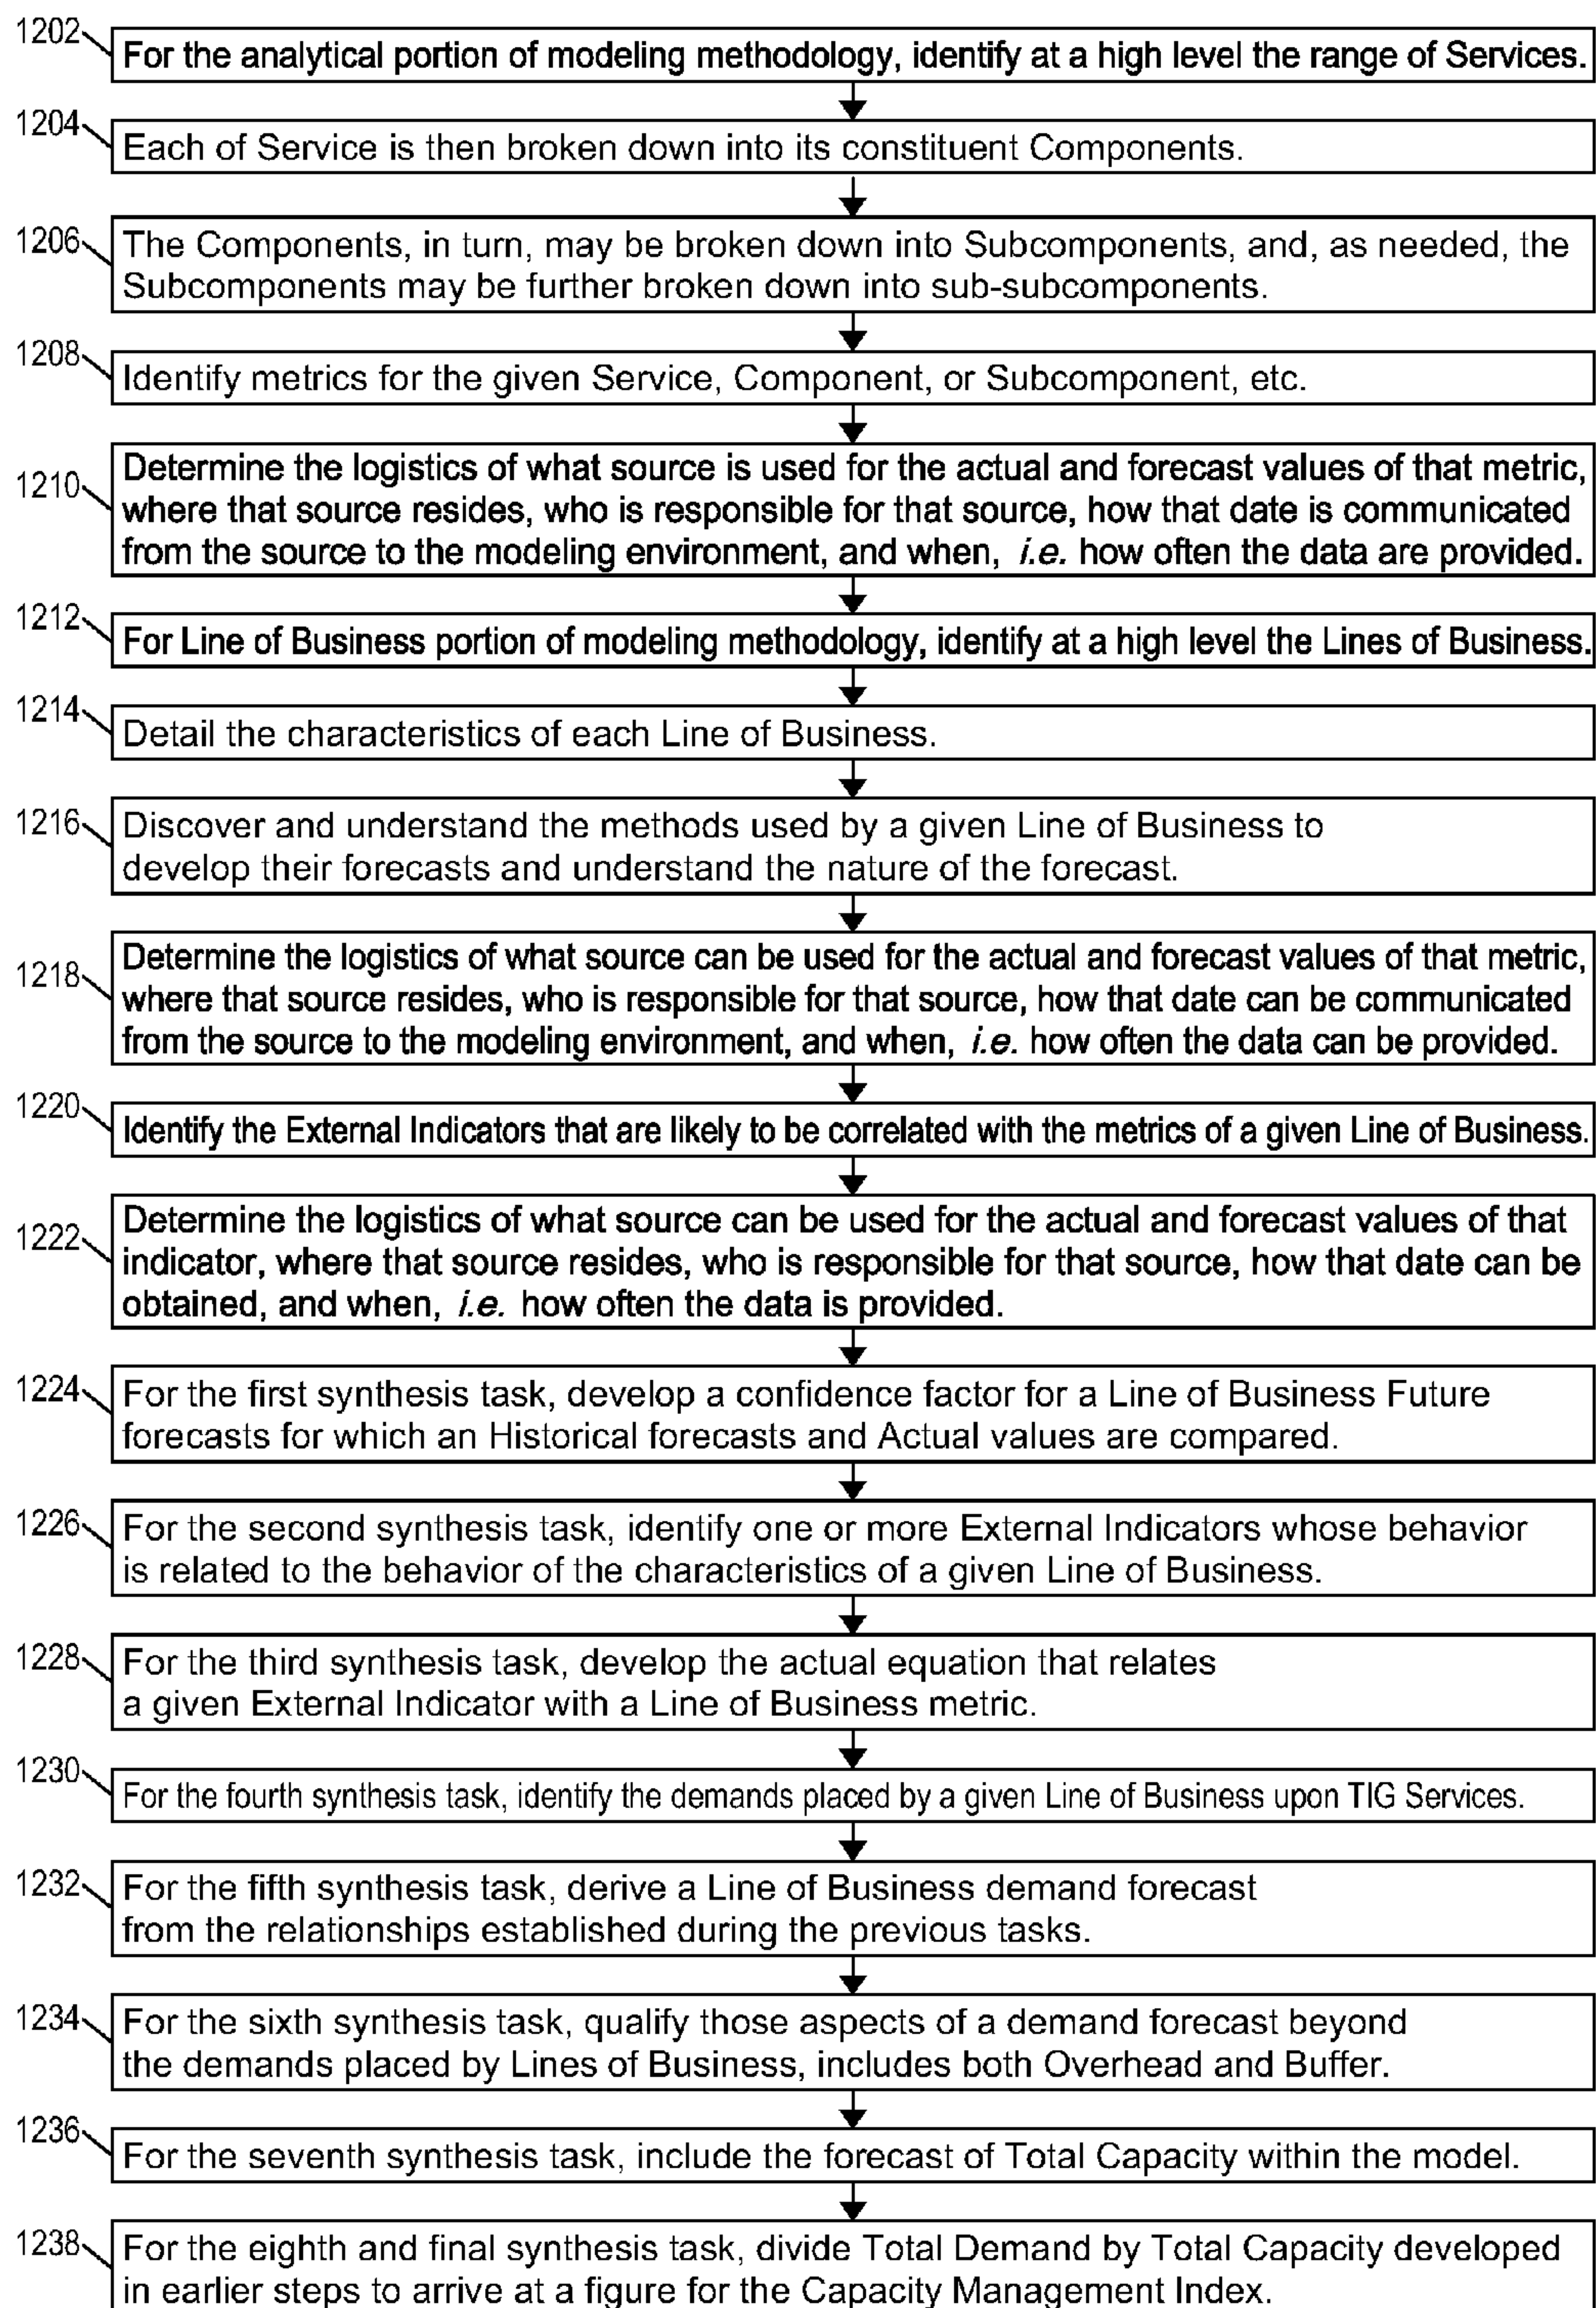 1202
For the analytical portion of modeling methodology, identify at a high level the range of Services.
1204
Each of Service is then broken down into its constituent Components.
1206
The Components, in turn, may be broken down into Subcomponents, and, as needed, the
Subcomponents may be further broken down into sub-subcomponents.
1208
Identify metrics for the given Service, Component, or Subcomponent, etc.
1210
Determine the logistics of what source is used for the actual and forecast values of that metric,
where that source resides, who is responsible for that source, how that date is communicated
from the source to the modeling environment, and when, i.e. how often the data are provided.
1212
For Line of Business portion of modeling methodology, identify at a high level the Lines of Business.
1214
Detail the characteristics of each Line of Business.
1216
Discover and understand the methods used by a given Line of Business to
develop their forecasts and understand the nature of the forecast.
1218
Determine the logistics of what source can be used for the actual and forecast values of that metric,
where that source resides, who is responsible for that source, how that date can be communicated
from the source to the modeling environment, and when, i.e. how often the data can be provided.
1220
Identify the External Indicators that are likely to be correlated with the metrics of a given Line of Business.
1222
Determine the logistics of what source can be used for the actual and forecast values of that
indicator, where that source resides, who is responsible for that source, how that date can be
obtained, and when, i.e. how often the data is provided.
1224
For the first synthesis task, develop a confidence factor for a Line of Business Future
forecasts for which an Historical forecasts and Actual values are compared.
1226
For the second synthesis task, identify one or more External Indicators whose behavior
is related to the behavior of the characteristics of a given Line of Business.
1228
For the third synthesis task, develop the actual equation that relates
a given External Indicator with a Line of Business metric.
1230
For the fourth synthesis task, identify the demands placed by a given Line of Business upon TIG Services.
1232
For the fifth synthesis task, derive a Line of Business demand forecast
from the relationships established during the previous tasks.
1234
For the sixth synthesis task, qualify those aspects of a demand forecast beyond
the demands placed by Lines of Business, includes both Overhead and Buffer.
1236
For the seventh synthesis task, include the forecast of Total Capacity within the model.
1238
For the eighth and final synthesis task, divide Total Demand by Total Capacity developed
in earlier steps to arrive at a figure for the Capacity Management Index.